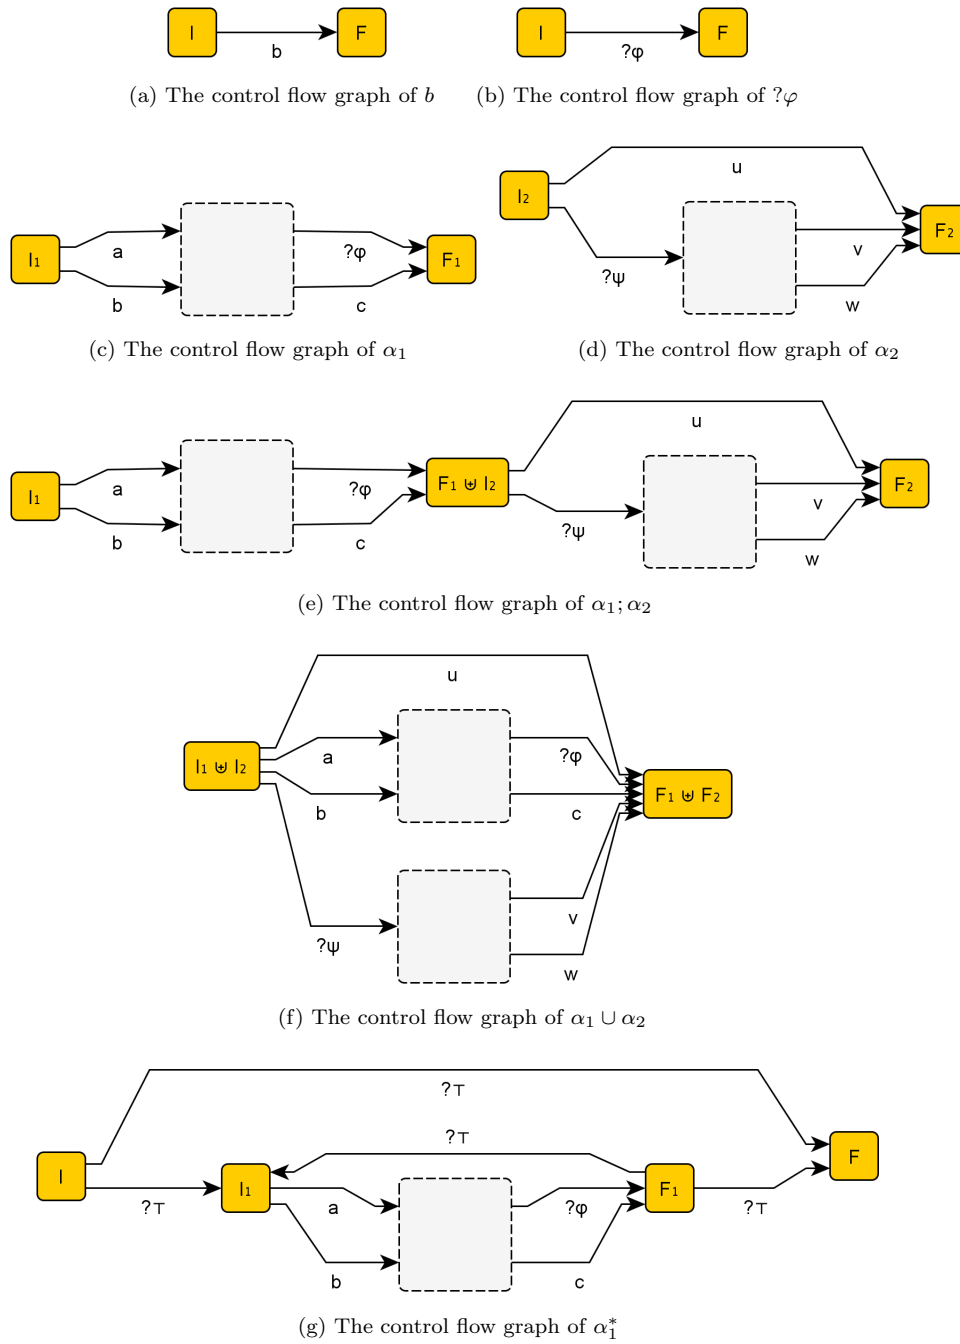 I b F I ?φ F
(a) The control flow graph of b (b) The control flow graph of ?φ
I₁ a b ?φ c F₁
I₂ u ?ψ v w F₂
(c) The control flow graph of α₁
(d) The control flow graph of α₂
I₁ a b ?φ c F₁ ⊎ I₂ u ?ψ v w F₂
(e) The control flow graph of α₁; α₂
I₁ ⊎ I₂ u a b ?ψ ?φ c v w F₁ ⊎ F₂
(f) The control flow graph of α₁ ∪ α₂
I ?⊤ ?⊤ I₁ ?⊤ a b ?φ c F₁ ?⊤ F
(g) The control flow graph of α₁*